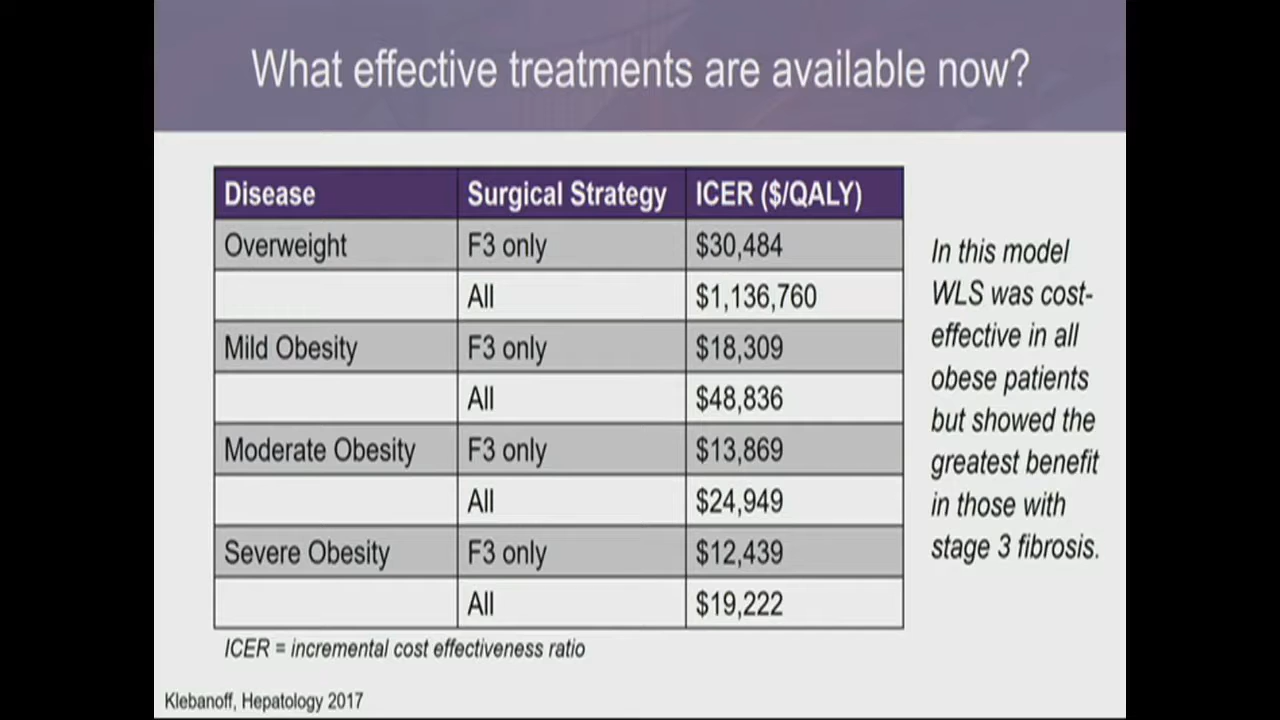 What effective treatments are available now?
Disease Surgical Strategy ICER ($/QALY)
Overweight F3 only $30,484
All $1,136,760
Mild Obesity F3 only $18,309
All $48,836
Moderate Obesity F3 only $13,869
All $24,949
Severe Obesity F3 only $12,439
All $19,222
In this model
WLS was cost-
effective in all
obese patients
but showed the
greatest benefit
in those with
stage 3 fibrosis.
ICER = incremental cost effectiveness ratio
Klebanoff, Hepatology 2017